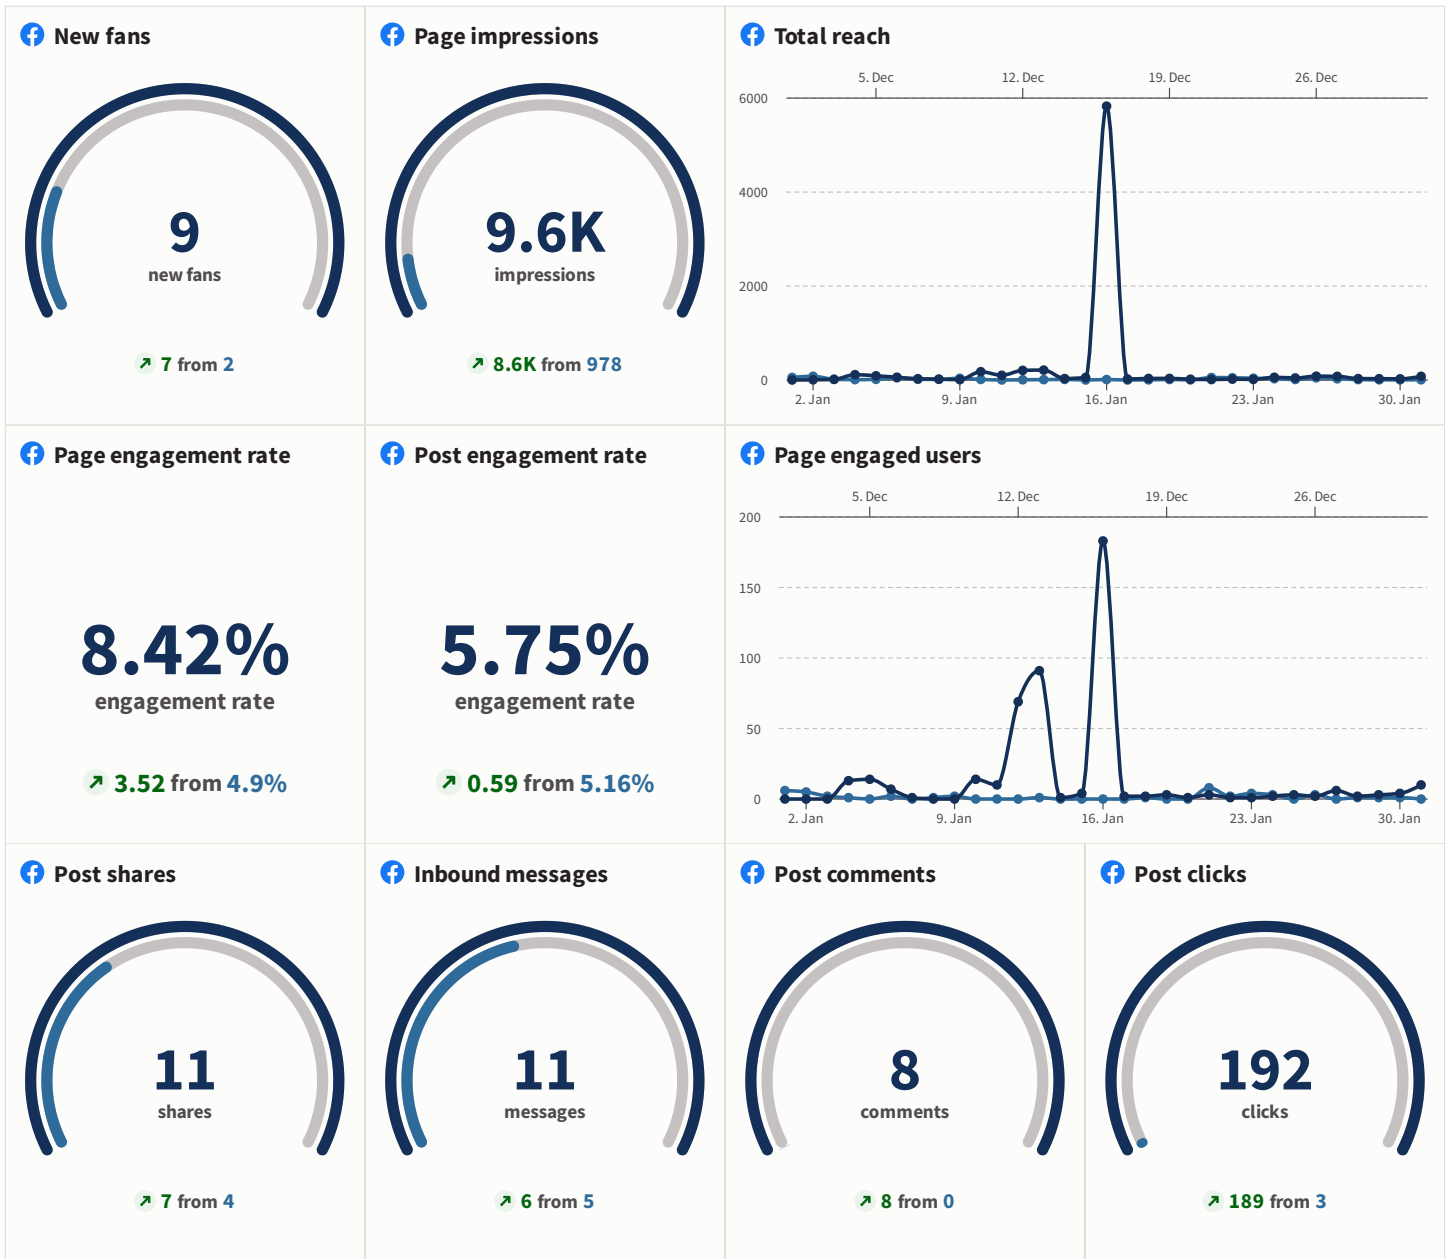 New fans
9
new fans
7 from 2
Page impressions
9.6K
impressions
8.6K from 978
Total reach
5. Dec 12. Dec 19. Dec 26. Dec
6000
4000
2000
0
2. Jan 9. Jan 16. Jan 23. Jan 30. Jan
Page engagement rate
8.42%
engagement rate
3.52 from 4.9%
Post engagement rate
5.75%
engagement rate
0.59 from 5.16%
Page engaged users
5. Dec 12. Dec 19. Dec 26. Dec
200
150
100
50
0
2. Jan 9. Jan 16. Jan 23. Jan 30. Jan
Post shares
11
shares
7 from 4
Inbound messages
11
messages
6 from 5
Post comments
8
comments
8 from 0
Post clicks
192
clicks
189 from 3